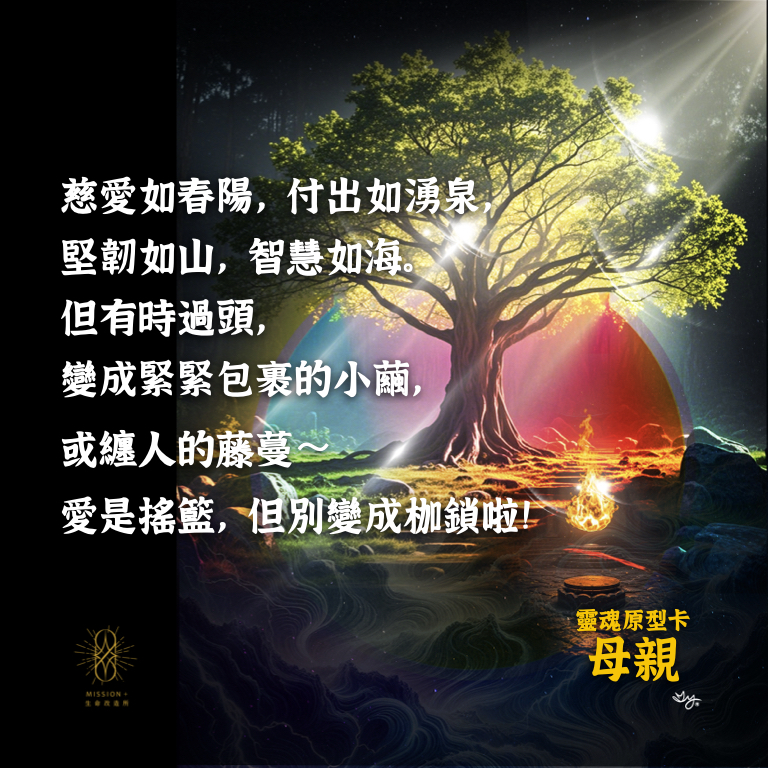 慈愛如春陽，付出如湧泉，
堅韌如山，智慧如海。
但有時過頭，
變成緊緊包裹的小繭，
或纏人的藤蔓～
愛是搖籃，但別變成枷鎖啦！
靈魂原型卡
母親
MISSION+
生命改造所